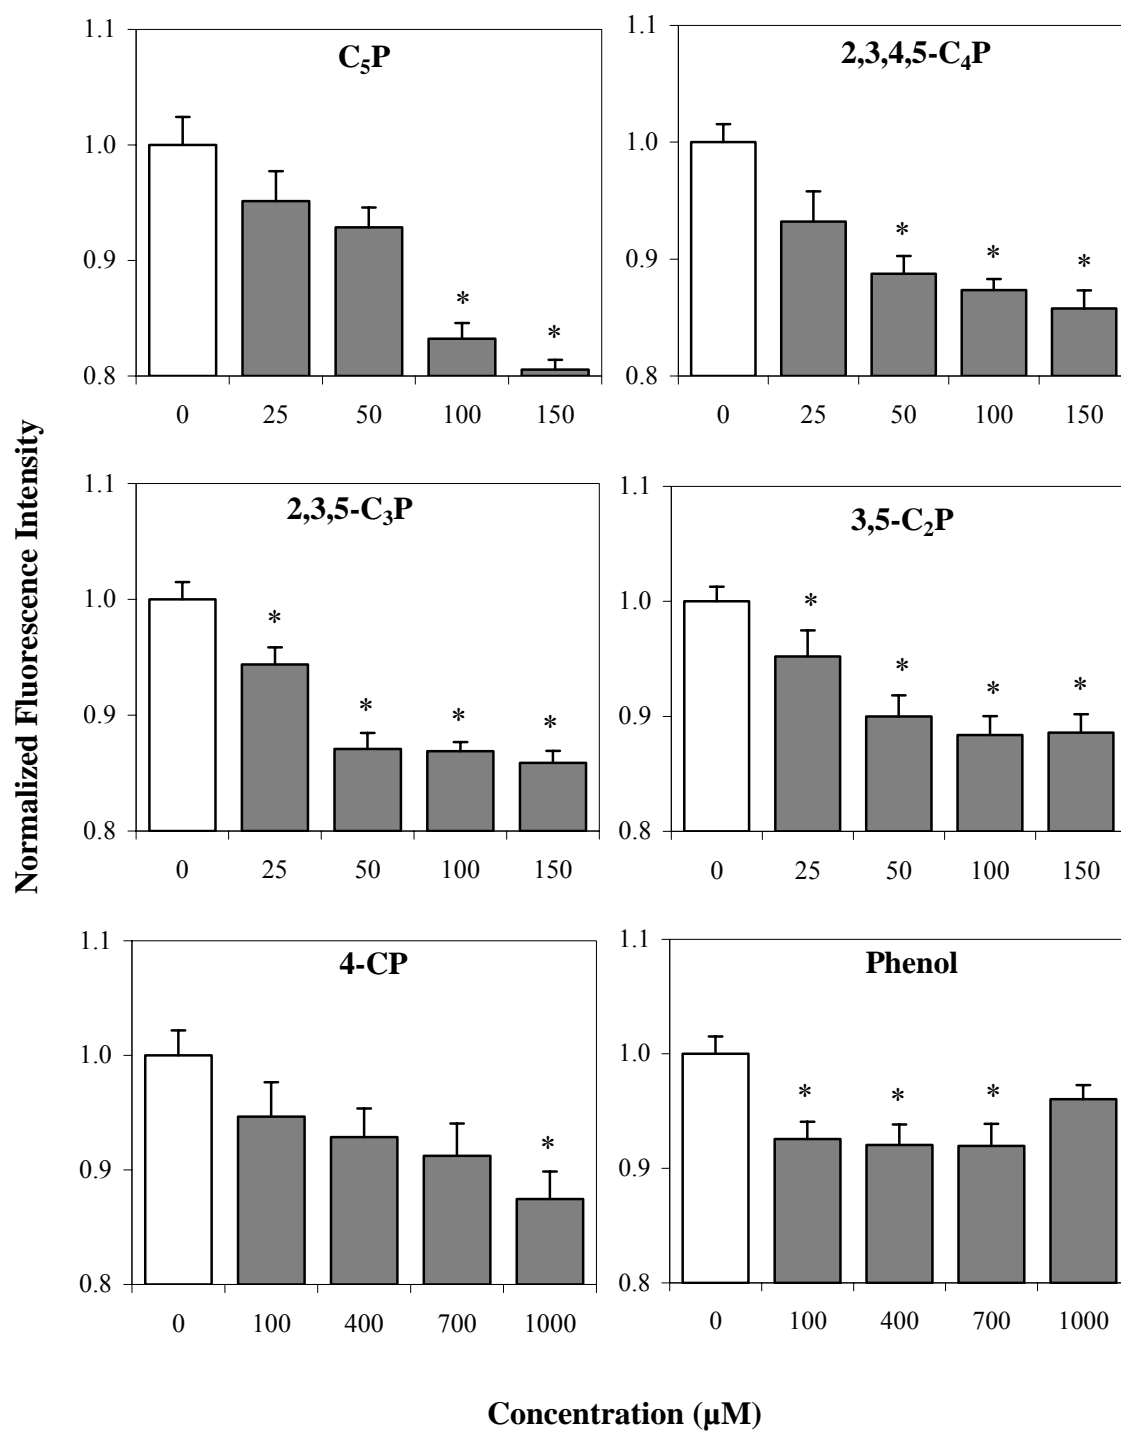 Normalized Fluorescence Intensity
C₅P
1.1
1.0
0.9
0.8
* *
0 25 50 100 150
2,3,4,5-C₄P
1.1
1.0
0.9
0.8
* * *
0 25 50 100 150
2,3,5-C₃P
1.1
1.0
0.9
0.8
* * * *
0 25 50 100 150
3,5-C₂P
1.1
1.0
0.9
0.8
* * * *
0 25 50 100 150
4-CP
1.1
1.0
0.9
0.8
*
0 100 400 700 1000
Phenol
1.1
1.0
0.9
0.8
* * *
0 100 400 700 1000
Concentration (µM)